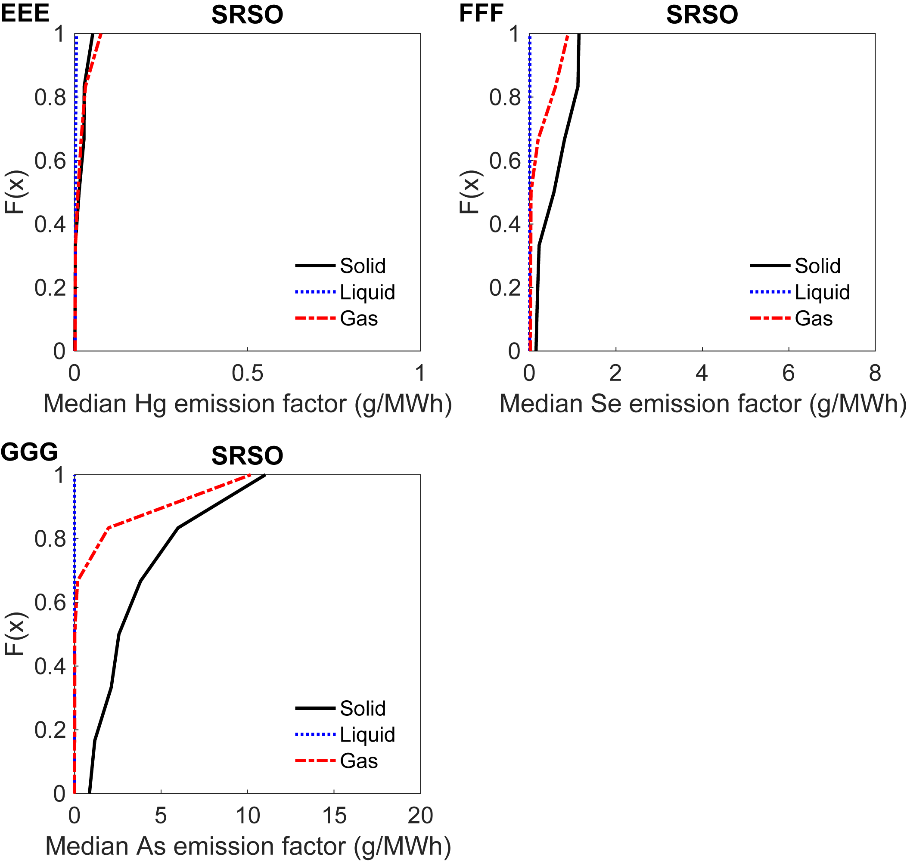 EEE
SRSO
1
0.8
0.6
0.4
0.2
0
F(x)
Solid
Liquid
Gas
0 0.5 1
Median Hg emission factor (g/MWh)
FFF
SRSO
1
0.8
0.6
0.4
0.2
0
F(x)
Solid
Liquid
Gas
0 2 4 6 8
Median Se emission factor (g/MWh)
GGG
SRSO
1
0.8
0.6
0.4
0.2
0
F(x)
Solid
Liquid
Gas
0 5 10 15 20
Median As emission factor (g/MWh)